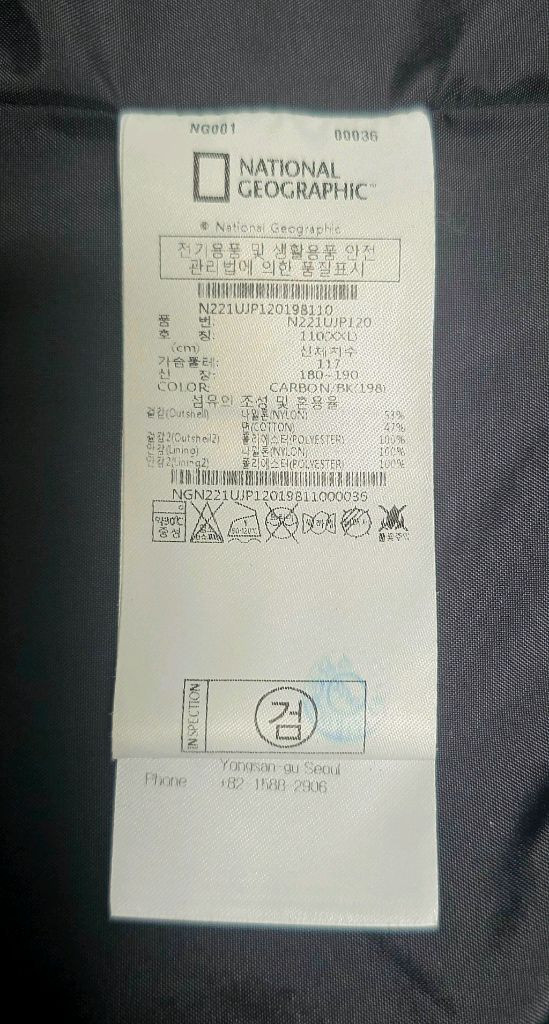 NG001 00036
NATIONAL
GEOGRAPHIC™
© National Geographic
전기용품 및 생활용품 안전
관리법에 의한 품질표시
N221UJP120198110
품 번: N221UJP120
호 칭: 110(XXL)
(cm) 신체치수
가슴둘레: 117
신 장: 180~190
COLOR: CARBON/BK(198)
섬유의 조성 및 혼용율
겉감(Outshell) 나일론(NYLON) 53%
면(COTTON) 47%
겉감2(Outshell2) 폴리에스터(POLYESTER) 100%
안감(Lining) 나일론(NYLON) 100%
안감2(Lining2) 폴리에스터(POLYESTER) 100%
NGN221UJP12019811000036
약30℃
중성
80-120℃
INSPECTION
검
Yongsan-gu Seoul
Phone +82 1588-2906